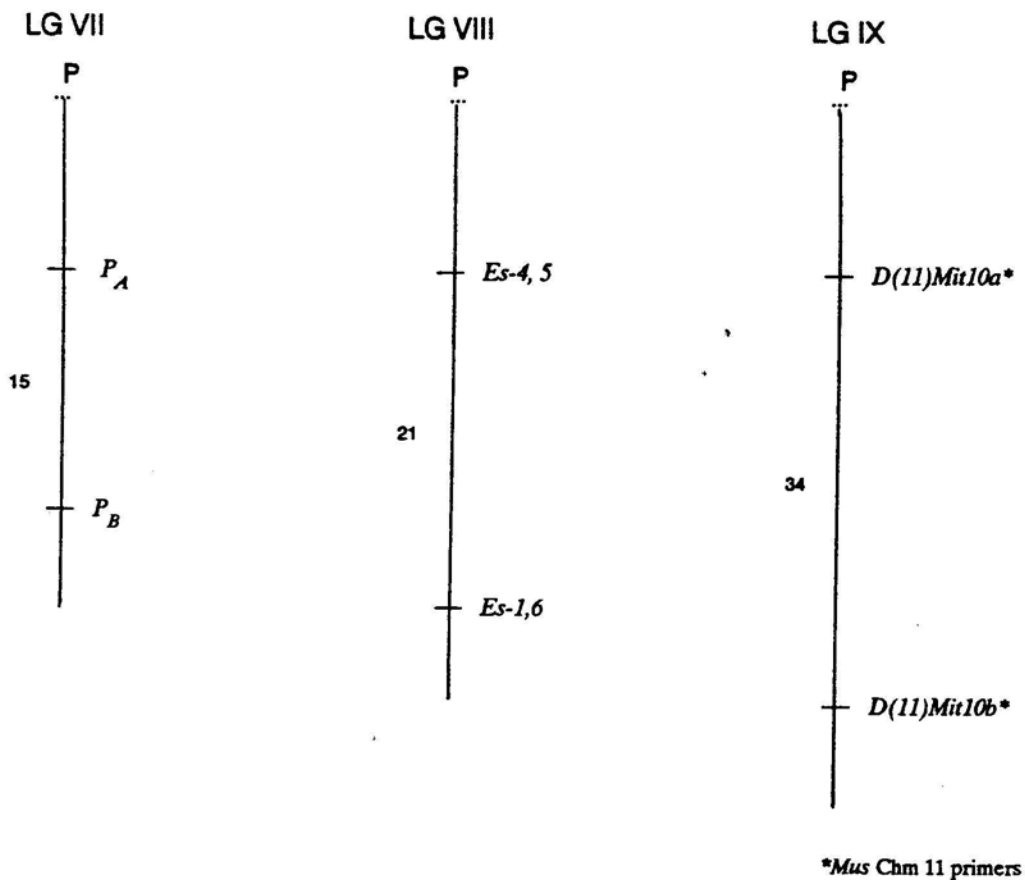 LG VII
P
P_A
15
P_B
LG VIII
P
Es-4, 5
21
Es-1,6
LG IX
P
D(11)Mit10a*
34
D(11)Mit10b*
*Mus Chm 11 primers